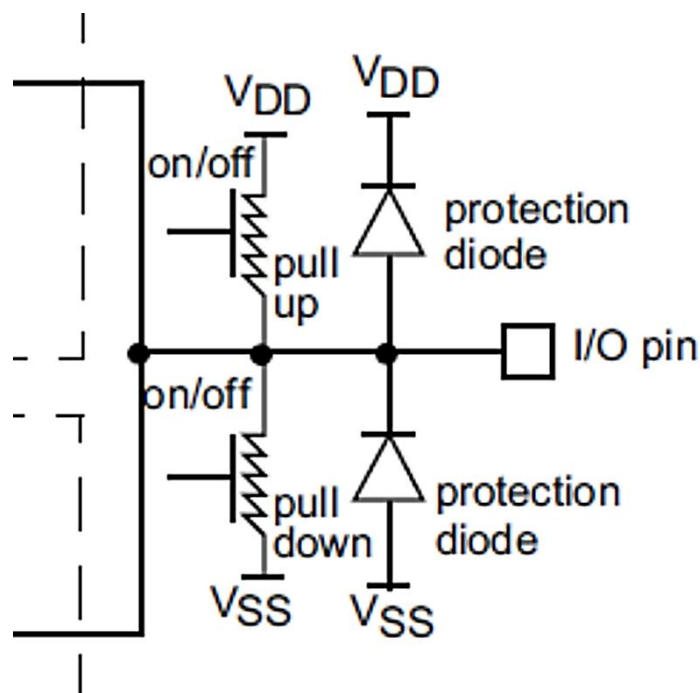 VDD
VDD
on/off
protection
diode
pull
up
I/O pin
on/off
pull
down
protection
diode
VSS
VSS